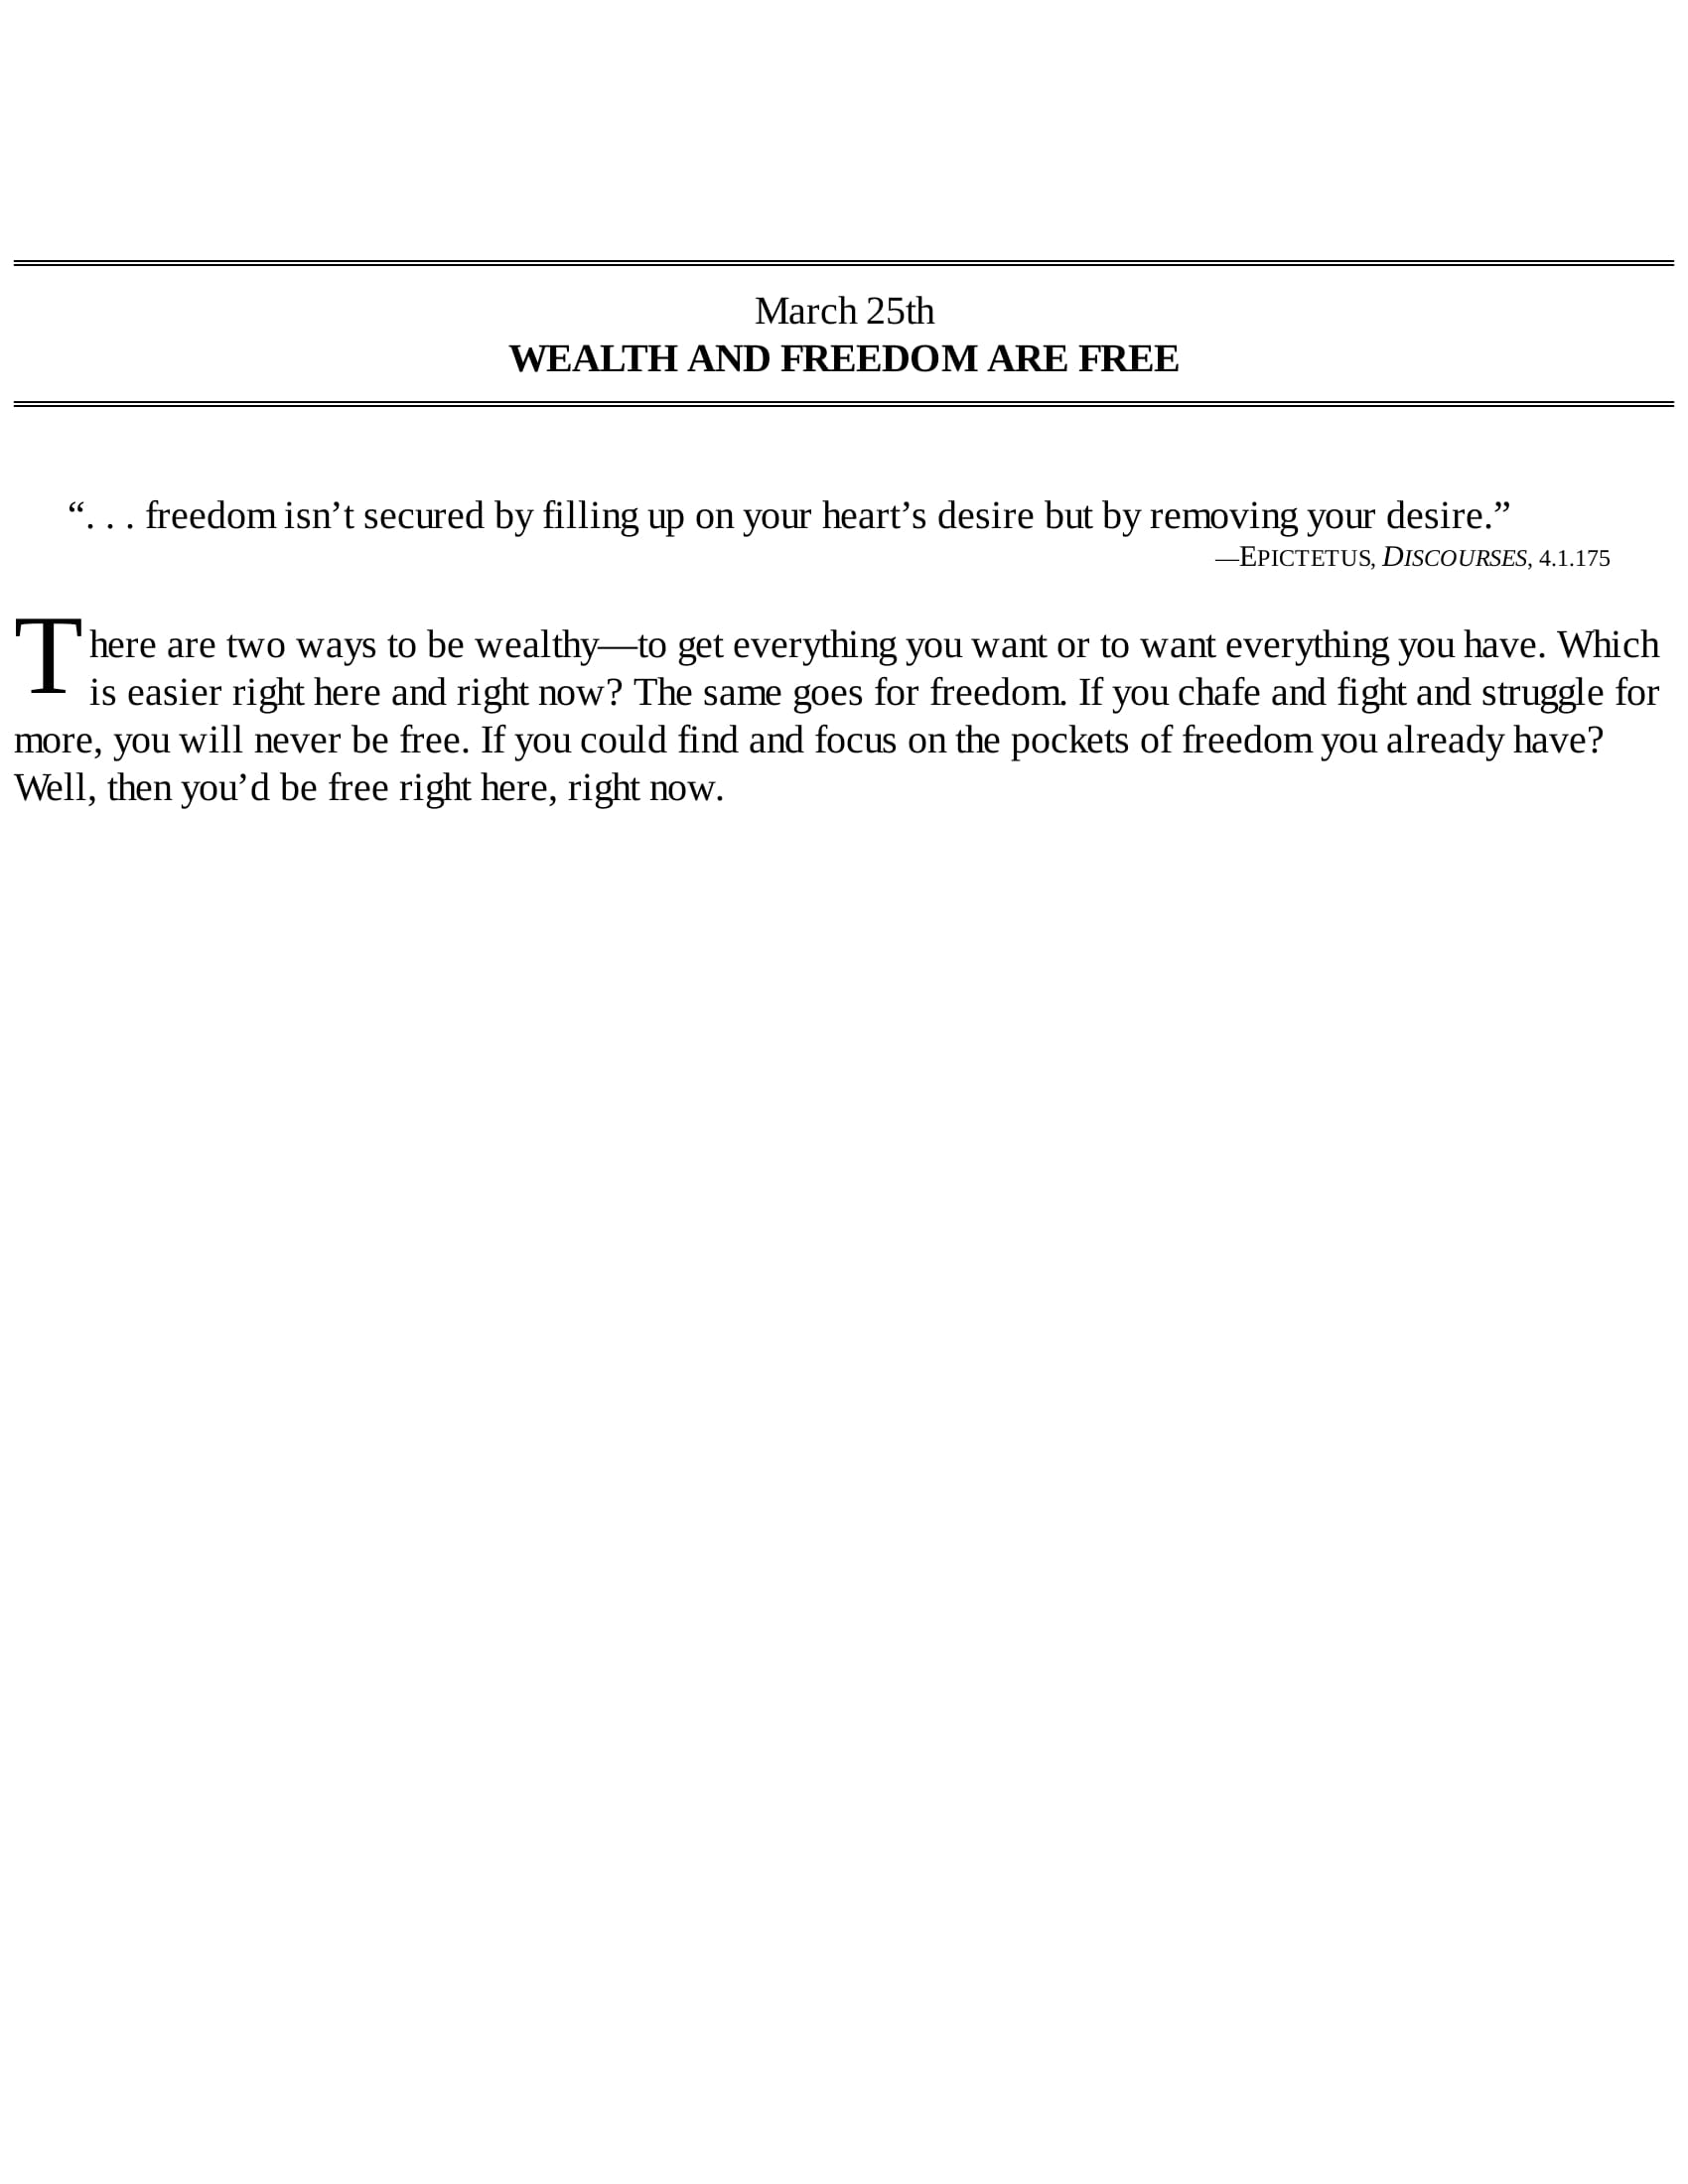 March 25th
WEALTH AND FREEDOM ARE FREE
“. . . freedom isn’t secured by filling up on your heart’s desire but by removing your desire.”
—EPICTETUS, DISCOURSES, 4.1.175
There are two ways to be wealthy—to get everything you want or to want everything you have. Which
is easier right here and right now? The same goes for freedom. If you chafe and fight and struggle for
more, you will never be free. If you could find and focus on the pockets of freedom you already have?
Well, then you’d be free right here, right now.